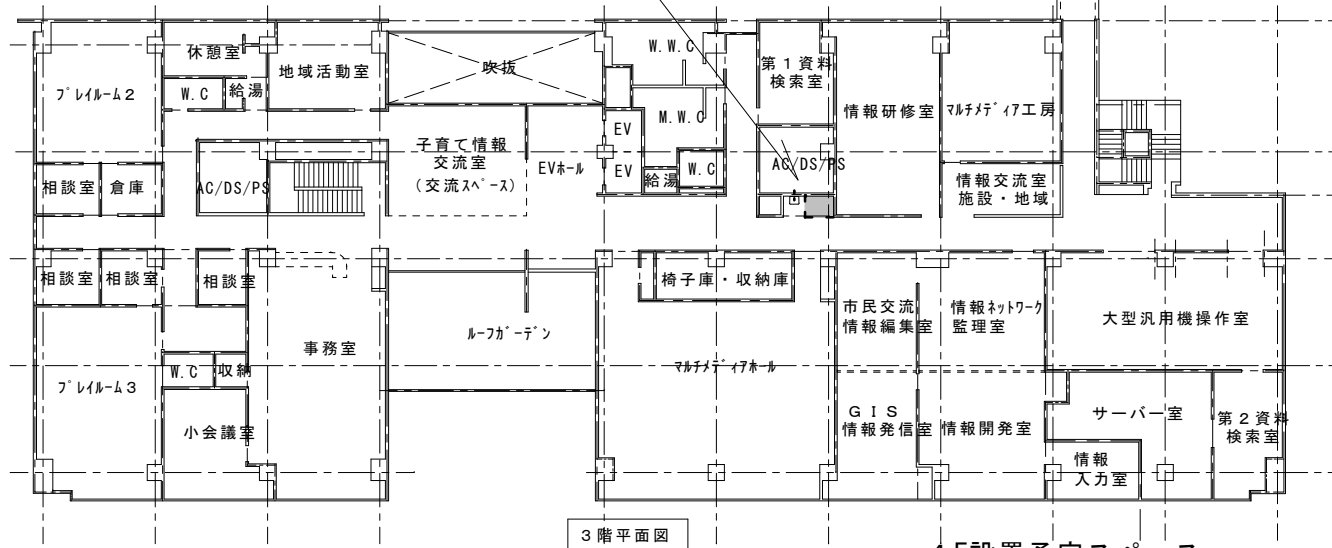 休憩室
地域活動室
吹抜
W.W.C
第1資料
検索室
プレイルーム2
W.C
給湯
情報研修室
マルチメディア工房
M.W.C
EV
子育て情報
交流室
(交流スペース)
EVホール
EV
給湯
W.C
AC/DS/PS
相談室
倉庫
AC/DS/PS
情報交流室
施設・地域
相談室
相談室
相談室
椅子庫・収納庫
市民交流
情報編集室
情報ネットワーク
監理室
大型汎用機操作室
事務室
ルーフガーデン
マルチメディアホール
W.C
収納
プレイルーム3
小会議室
GIS
情報発信室
情報開発室
サーバー室
第2資料
検索室
情報
入力室
3階平面図